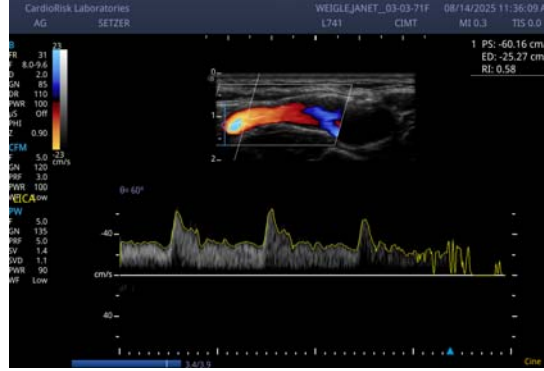 CardioRisk Laboratories WEIGLE,JANET_03-03-71F 08/14/2025 11:36:09 A
AG SETZER L741 CIMT MI 0.3 TIS 0.0
B
FR 31
F 8.0-9.6
D 2.0
GN 85
DR 110
PWR 100
µS Off
PHI
Z 0.90
23
-23
cm/s
1 PS: -60.16 cm
ED: -25.27 cm
RI: 0.58
0
1
2
CFM
F 5.0
GN 120
PRF 3.0
PWR 100
WF Low
LICA
PW
F 5.0
GN 135
PRF 5.0
SV 1.4
SVD 1.1
PWR 90
WF Low
θ= 60°
-40
cm/s
40
3.4/3.9
Cine